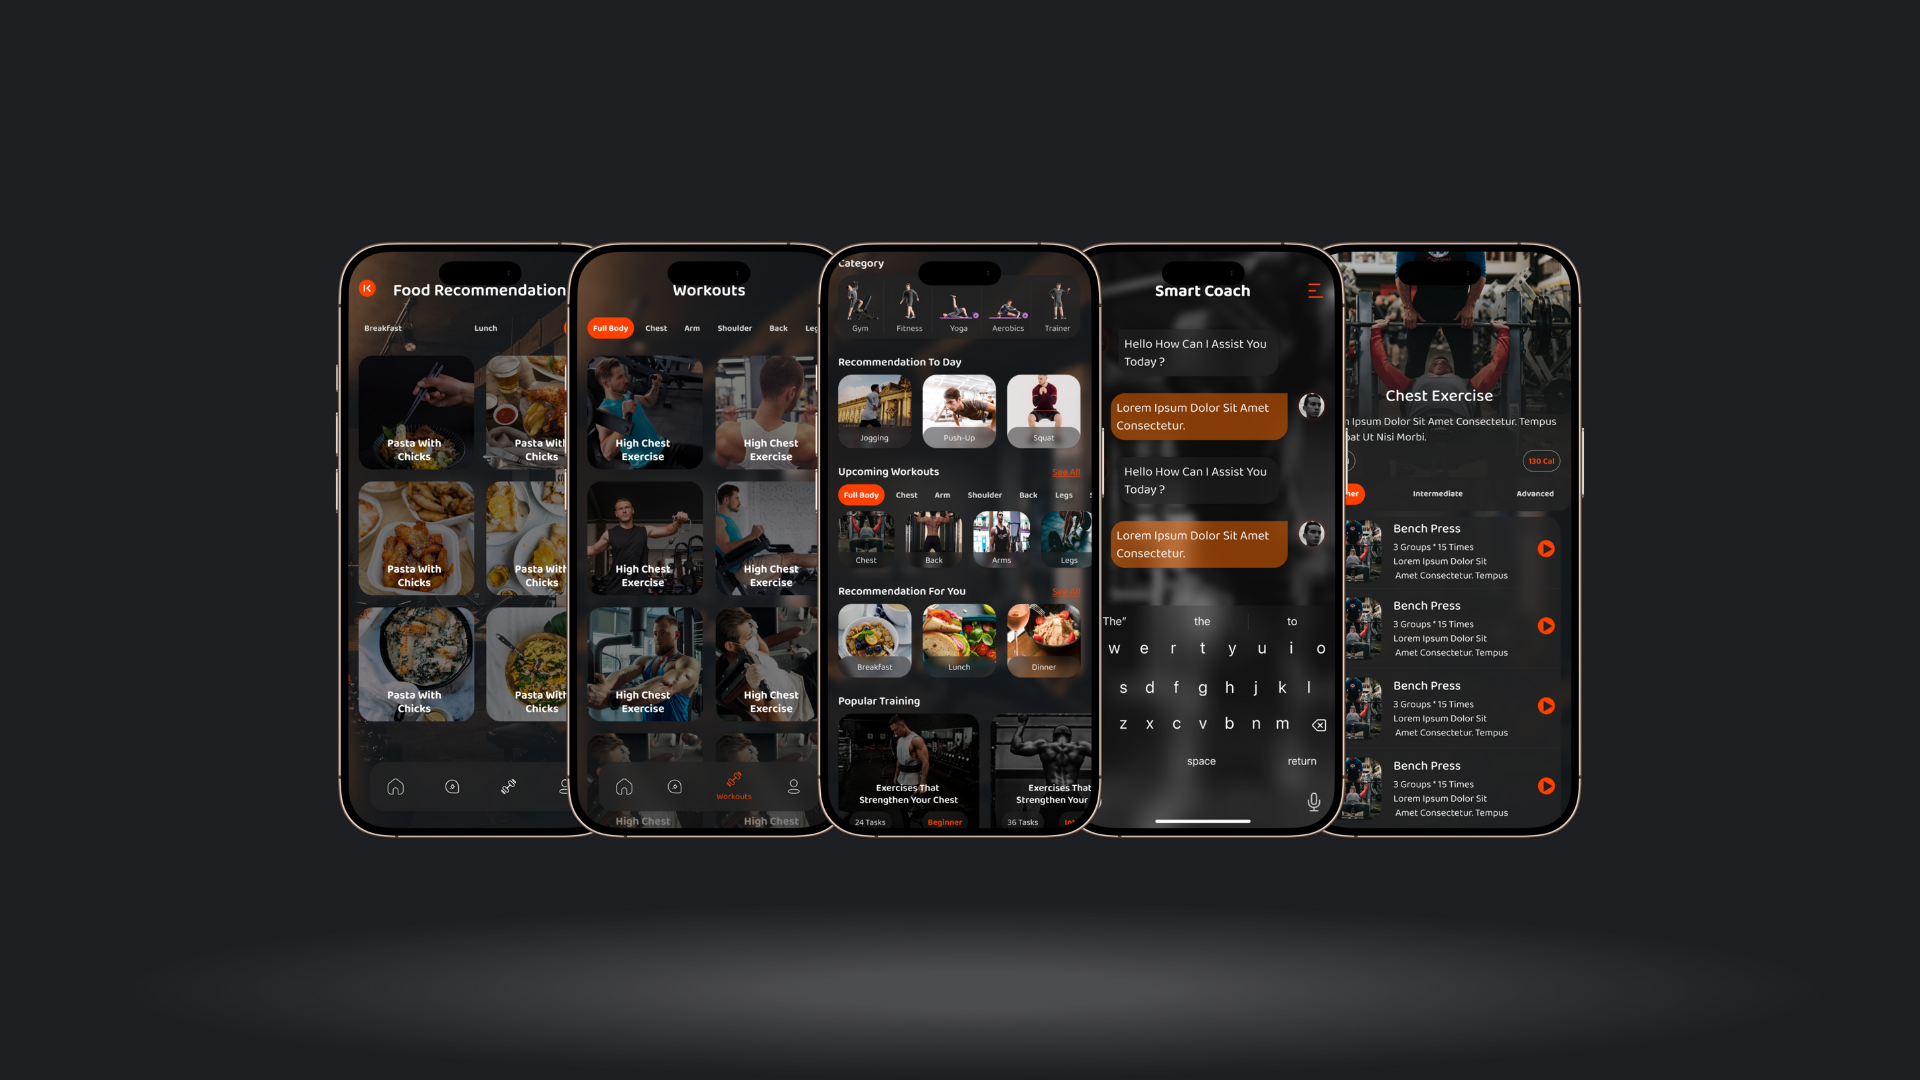 Food Recommendation
Breakfast
Lunch
Pasta With
Chicks
Pasta With
Chicks
Pasta With
Chicks
Pasta With
Chicks
Pasta With
Chicks
Pasta With
Chicks
Workouts
Full Body Chest Arm Shoulder Back Leg
High Chest
Exercise
High Chest
Exercise
High Chest
Exercise
High Chest
Exercise
High Chest
Exercise
High Chest
Exercise
Workouts
High Chest
High Chest
Category
Gym Fitness Yoga Aerobics Trainer
Recommendation To Day
Jogging Push-Up Squat
Upcoming Workouts See All
Full Body Chest Arm Shoulder Back Legs
Chest Back Arms Legs
Recommendation For You See All
Breakfast Lunch Dinner
Popular Training
Exercises That
Strengthen Your Chest
24 Tasks Beginner
Exercises That
Strengthen Your
36 Tasks
Smart Coach
Hello How Can I Assist You
Today ?
Lorem Ipsum Dolor Sit Amet
Consectetur.
Hello How Can I Assist You
Today ?
Lorem Ipsum Dolor Sit Amet
Consectetur.
The” the to
w e r t y u i o
s d f g h j k l
z x c v b n m
space return
Chest Exercise
Ipsum Dolor Sit Amet Consectetur. Tempus
Ut Nisi Morbi.
130 Cal
Intermediate Advanced
Bench Press
3 Groups * 15 Times
Lorem Ipsum Dolor Sit
Amet Consectetur. Tempus
Bench Press
3 Groups * 15 Times
Lorem Ipsum Dolor Sit
Amet Consectetur. Tempus
Bench Press
3 Groups * 15 Times
Lorem Ipsum Dolor Sit
Amet Consectetur. Tempus
Bench Press
3 Groups * 15 Times
Lorem Ipsum Dolor Sit
Amet Consectetur. Tempus